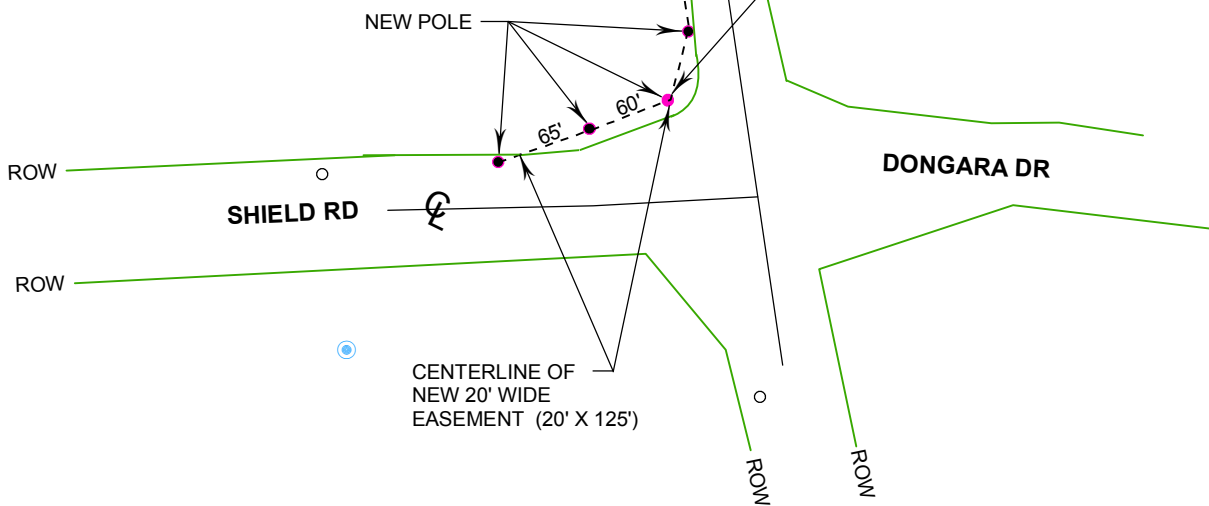 NEW POLE
60'
65'
ROW
DONGARA DR
SHIELD RD
CL
ROW
CENTERLINE OF
NEW 20' WIDE
EASEMENT (20' X 125')
ROW
ROW